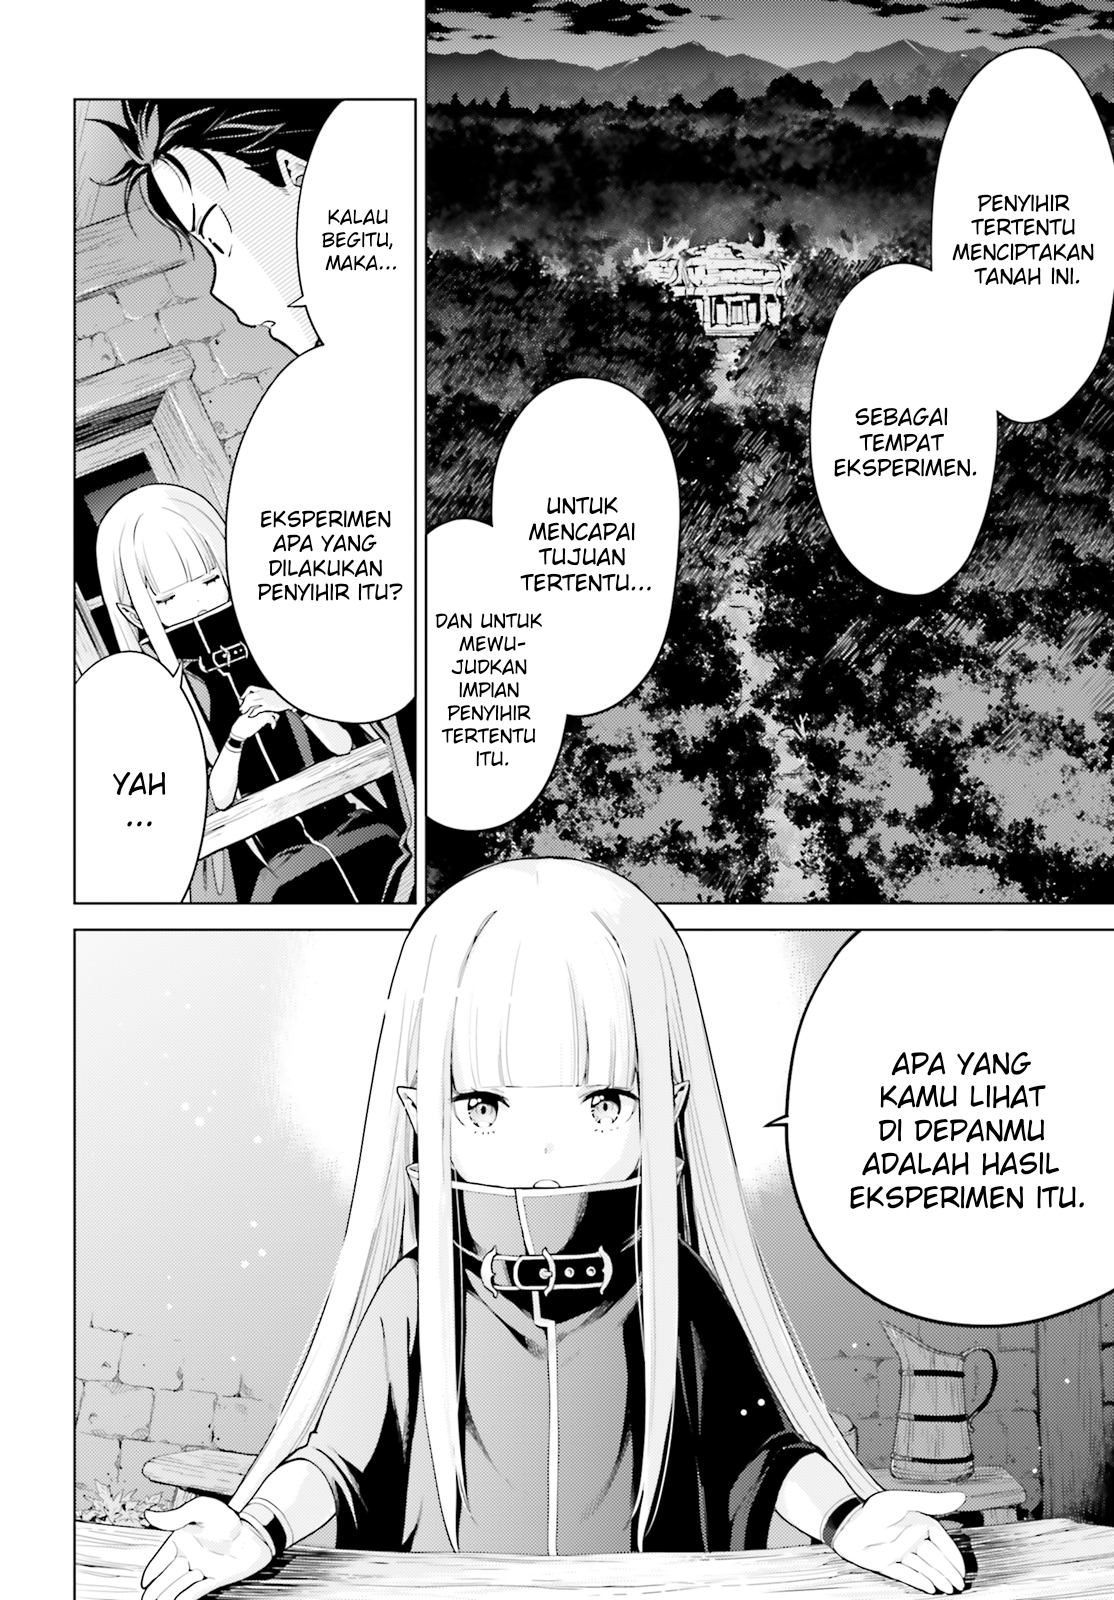 PENYIHIR
TERTENTU
MENCIPTAKAN
TANAH INI.
SEBAGAI
TEMPAT
EKSPERIMEN.
UNTUK
MENCAPAI
TUJUAN
TERTENTU...
DAN UNTUK
MEWU-
JUDKAN
IMPIAN
PENYIHIR
TERTENTU
ITU.
KALAU
BEGITU,
MAKA...
EKSPERIMEN
APA YANG
DILAKUKAN
PENYIHIR ITU?
YAH
...
APA YANG
KAMU LIHAT
DI DEPANMU
ADALAH HASIL
EKSPERIMEN ITU.